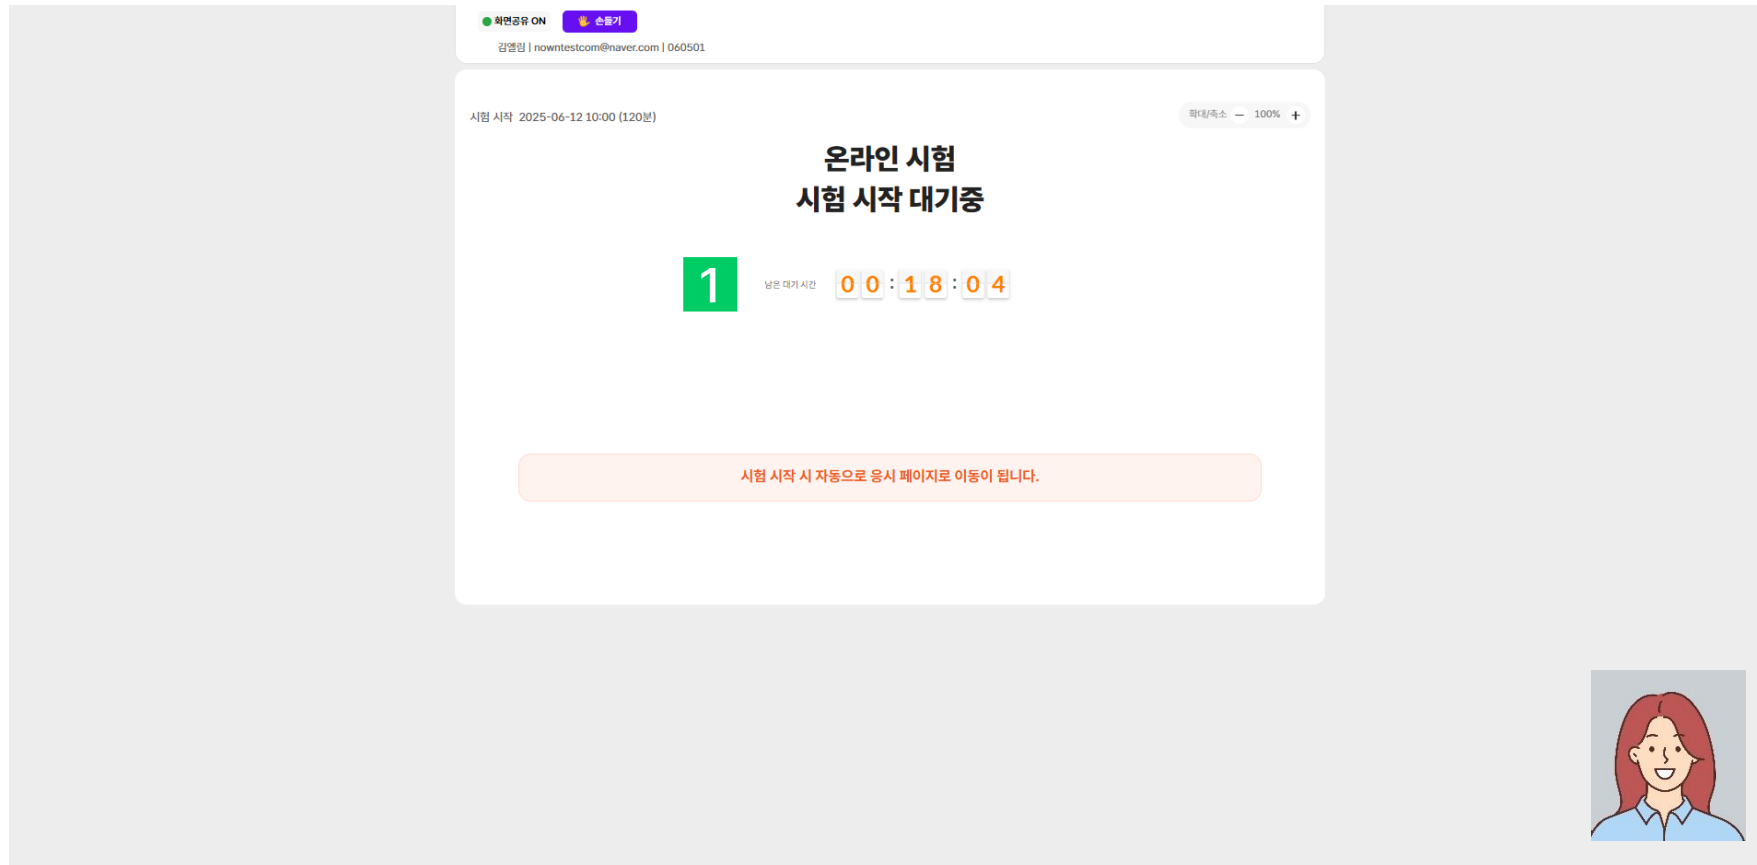 화면공유 ON 손들기
김엘림 | nowntestcom@naver.com | 060501
시험 시작 2025-06-12 10:00 (120분)
확대/축소 − 100% +
온라인 시험
시험 시작 대기중
1 남은 대기 시간 00:18:04
시험 시작 시 자동으로 응시 페이지로 이동이 됩니다.